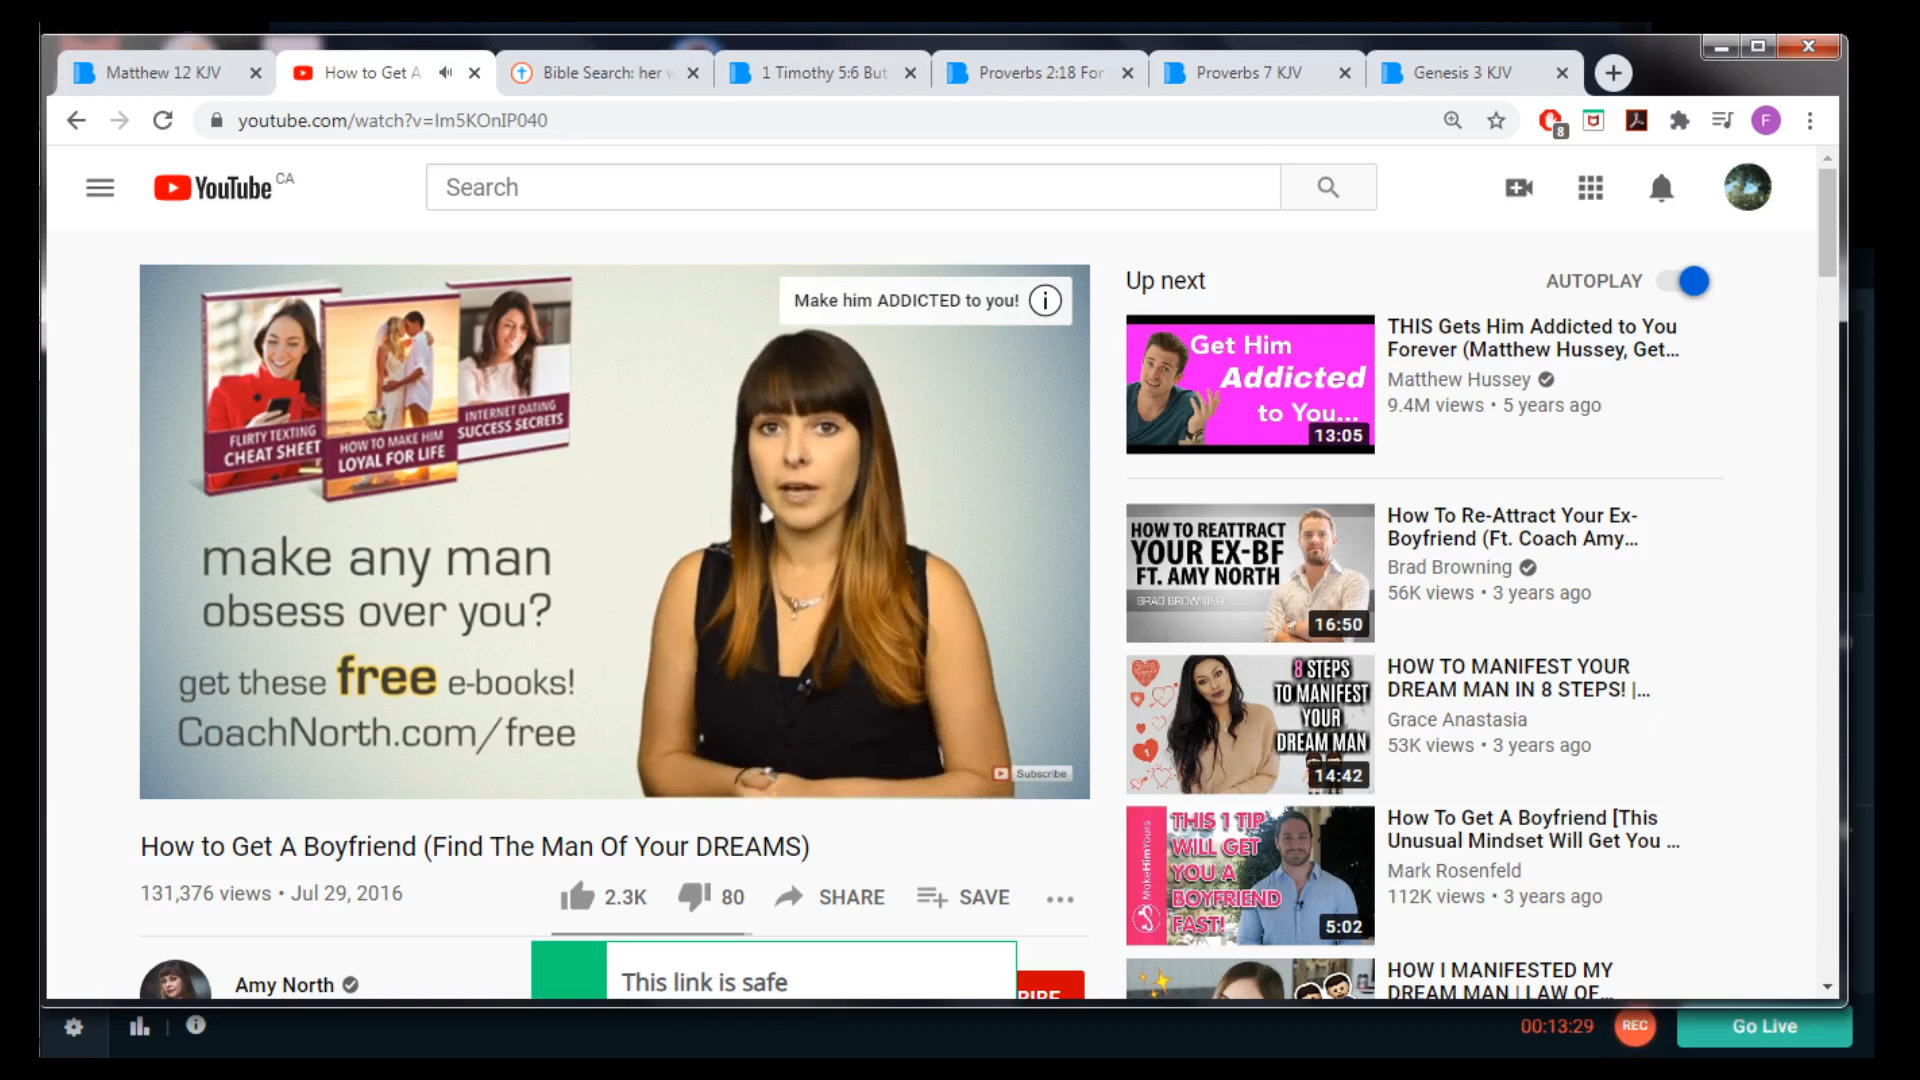 Matthew 12 KJV
How to Get A
Bible Search: her w
1 Timothy 5:6 But
Proverbs 2:18 For
Proverbs 7 KJV
Genesis 3 KJV
youtube.com/watch?v=Im5KOnIP040
8
F
YouTube CA
Search
FLIRTY TEXTING
CHEAT SHEET
HOW TO MAKE HIM
LOYAL FOR LIFE
INTERNET DATING
SUCCESS SECRETS
Make him ADDICTED to you!
make any man
obsess over you?
get these free e-books!
CoachNorth.com/free
Subscribe
How to Get A Boyfriend (Find The Man Of Your DREAMS)
131,376 views • Jul 29, 2016
2.3K
80
SHARE
SAVE
Amy North
This link is safe
Up next
AUTOPLAY
Get Him
Addicted
to You...
13:05
THIS Gets Him Addicted to You
Forever (Matthew Hussey, Get...
Matthew Hussey
9.4M views • 5 years ago
HOW TO REATTRACT
YOUR EX-BF
FT. AMY NORTH
BRAD BROWNING
16:50
How To Re-Attract Your Ex-
Boyfriend (Ft. Coach Amy...
Brad Browning
56K views • 3 years ago
8 STEPS
TO MANIFEST
YOUR
DREAM MAN
14:42
HOW TO MANIFEST YOUR
DREAM MAN IN 8 STEPS! |...
Grace Anastasia
53K views • 3 years ago
MakeHimYours
THIS 1 TIP
WILL GET
YOU A
BOYFRIEND
FAST!
5:02
How To Get A Boyfriend [This
Unusual Mindset Will Get You ...
Mark Rosenfeld
112K views • 3 years ago
HOW I MANIFESTED MY
DREAM MAN | LAW OF...
00:13:29
REC
Go Live